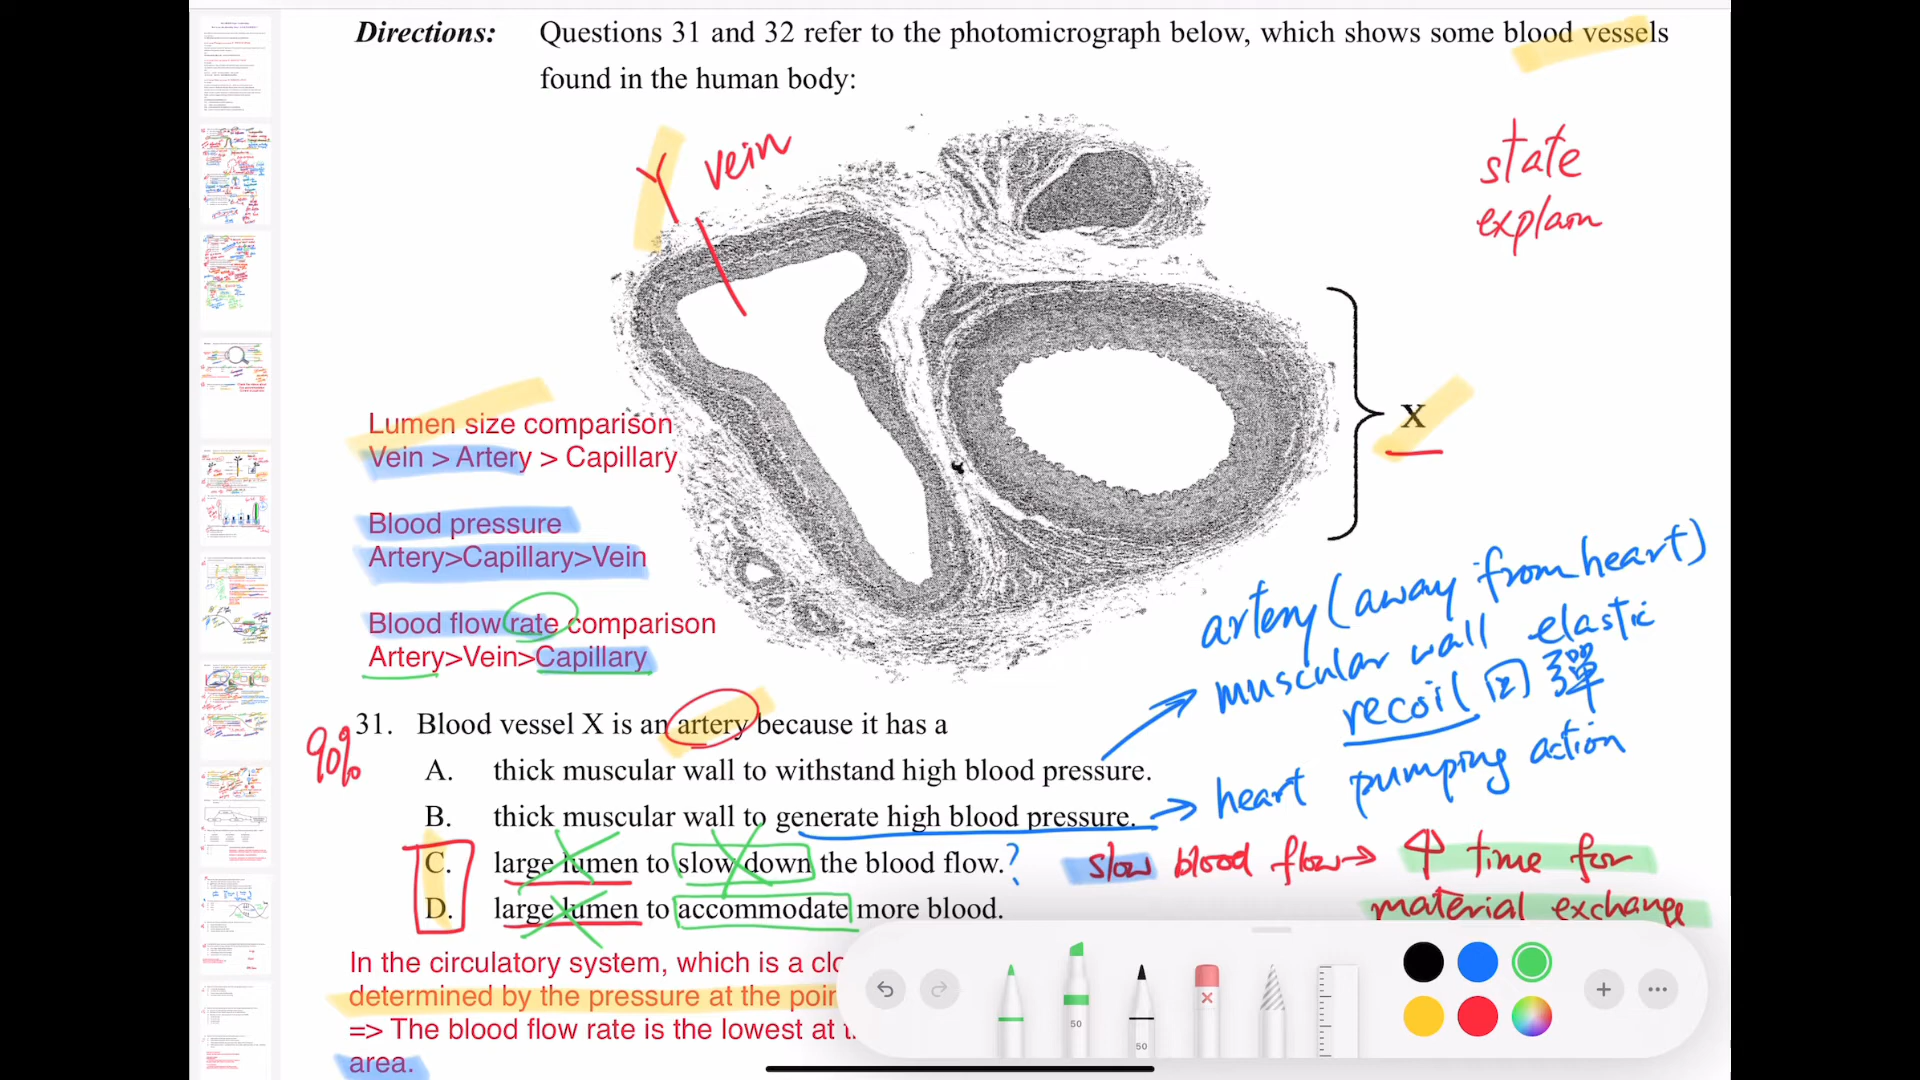 Directions: Questions 31 and 32 refer to the photomicrograph below, which shows some blood vessels
found in the human body:
Y vein
state
explain
X
Lumen size comparison
Vein > Artery > Capillary
Blood pressure
Artery>Capillary>Vein
Blood flow rate comparison
Artery>Vein>Capillary
artery (away from heart)
muscular wall elastic
recoil 回彈
heart pumping action
90%
31. Blood vessel X is an artery because it has a
A. thick muscular wall to withstand high blood pressure.
B. thick muscular wall to generate high blood pressure.
C. large lumen to slow down the blood flow. ?
slow blood flow → ↑ time for
material exchange
D. large lumen to accommodate more blood.
In the circulatory system, which is a clo
determined by the pressure at the poin
=> The blood flow rate is the lowest at
area.
50
50